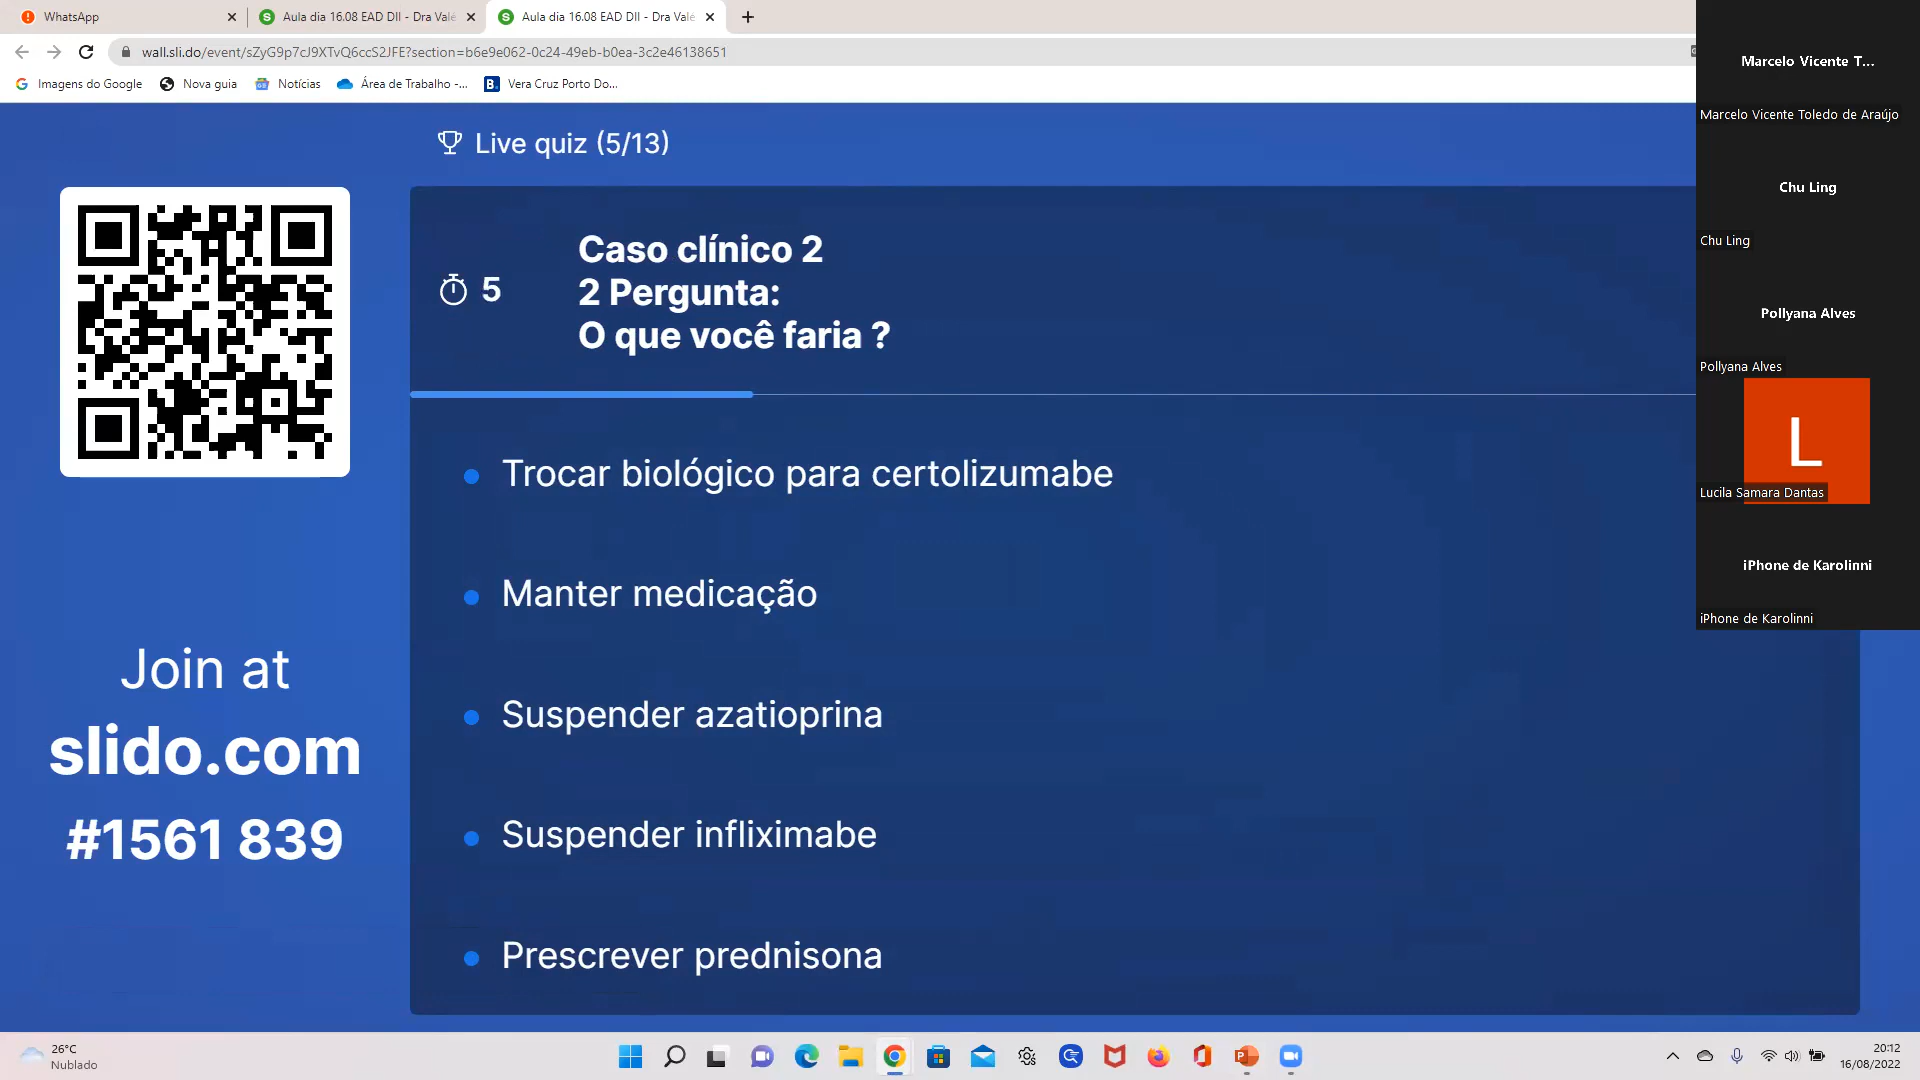 WhatsApp
Aula dia 16.08 EAD DII - Dra Valé
Aula dia 16.08 EAD DII - Dra Valé
wall.sli.do/event/sZyG9p7cJ9XTvQ6ccS2JFE?section=b6e9e062-0c24-49eb-b0ea-3c2e46138651
Imagens do Google
Nova guia
Notícias
Área de Trabalho -...
Vera Cruz Porto Do...
Live quiz (5/13)
5
Caso clínico 2
2 Pergunta:
O que você faria ?
Trocar biológico para certolizumabe
Manter medicação
Suspender azatioprina
Suspender infliximabe
Prescrever prednisona
Join at
slido.com
#1561 839
Marcelo Vicente T...
Marcelo Vicente Toledo de Araújo
Chu Ling
Chu Ling
Pollyana Alves
Pollyana Alves
L
Lucila Samara Dantas
iPhone de Karolinni
iPhone de Karolinni
26°C
Nublado
20:12
16/08/2022